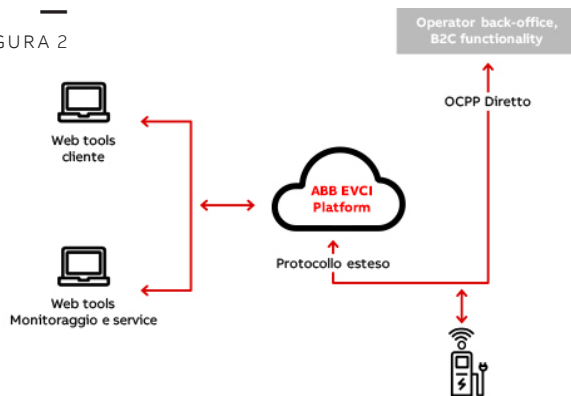 GURA 2
Operator back-office,
B2C functionality
OCPP Diretto
Web tools
cliente
ABB EVCI
Platform
Protocollo esteso
Web tools
Monitoraggio e service